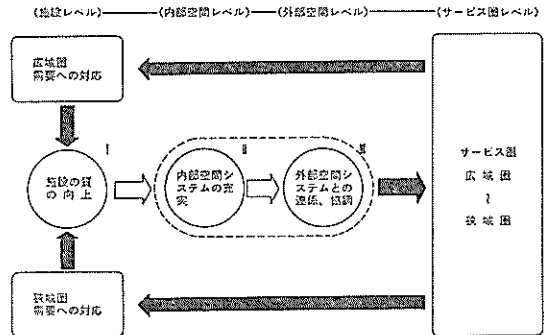 《施設レベル》――《内部空間レベル》――《外部空間レベル》――《サービス圏レベル》
広域圏
需要への対応
I
施設の質
の向上
II
内部空間シ
ステムの充
実
III
外部空間シ
ステムとの
連係、協調
サービス圏
広域圏
～
狭域圏
狭域圏
需要への対応